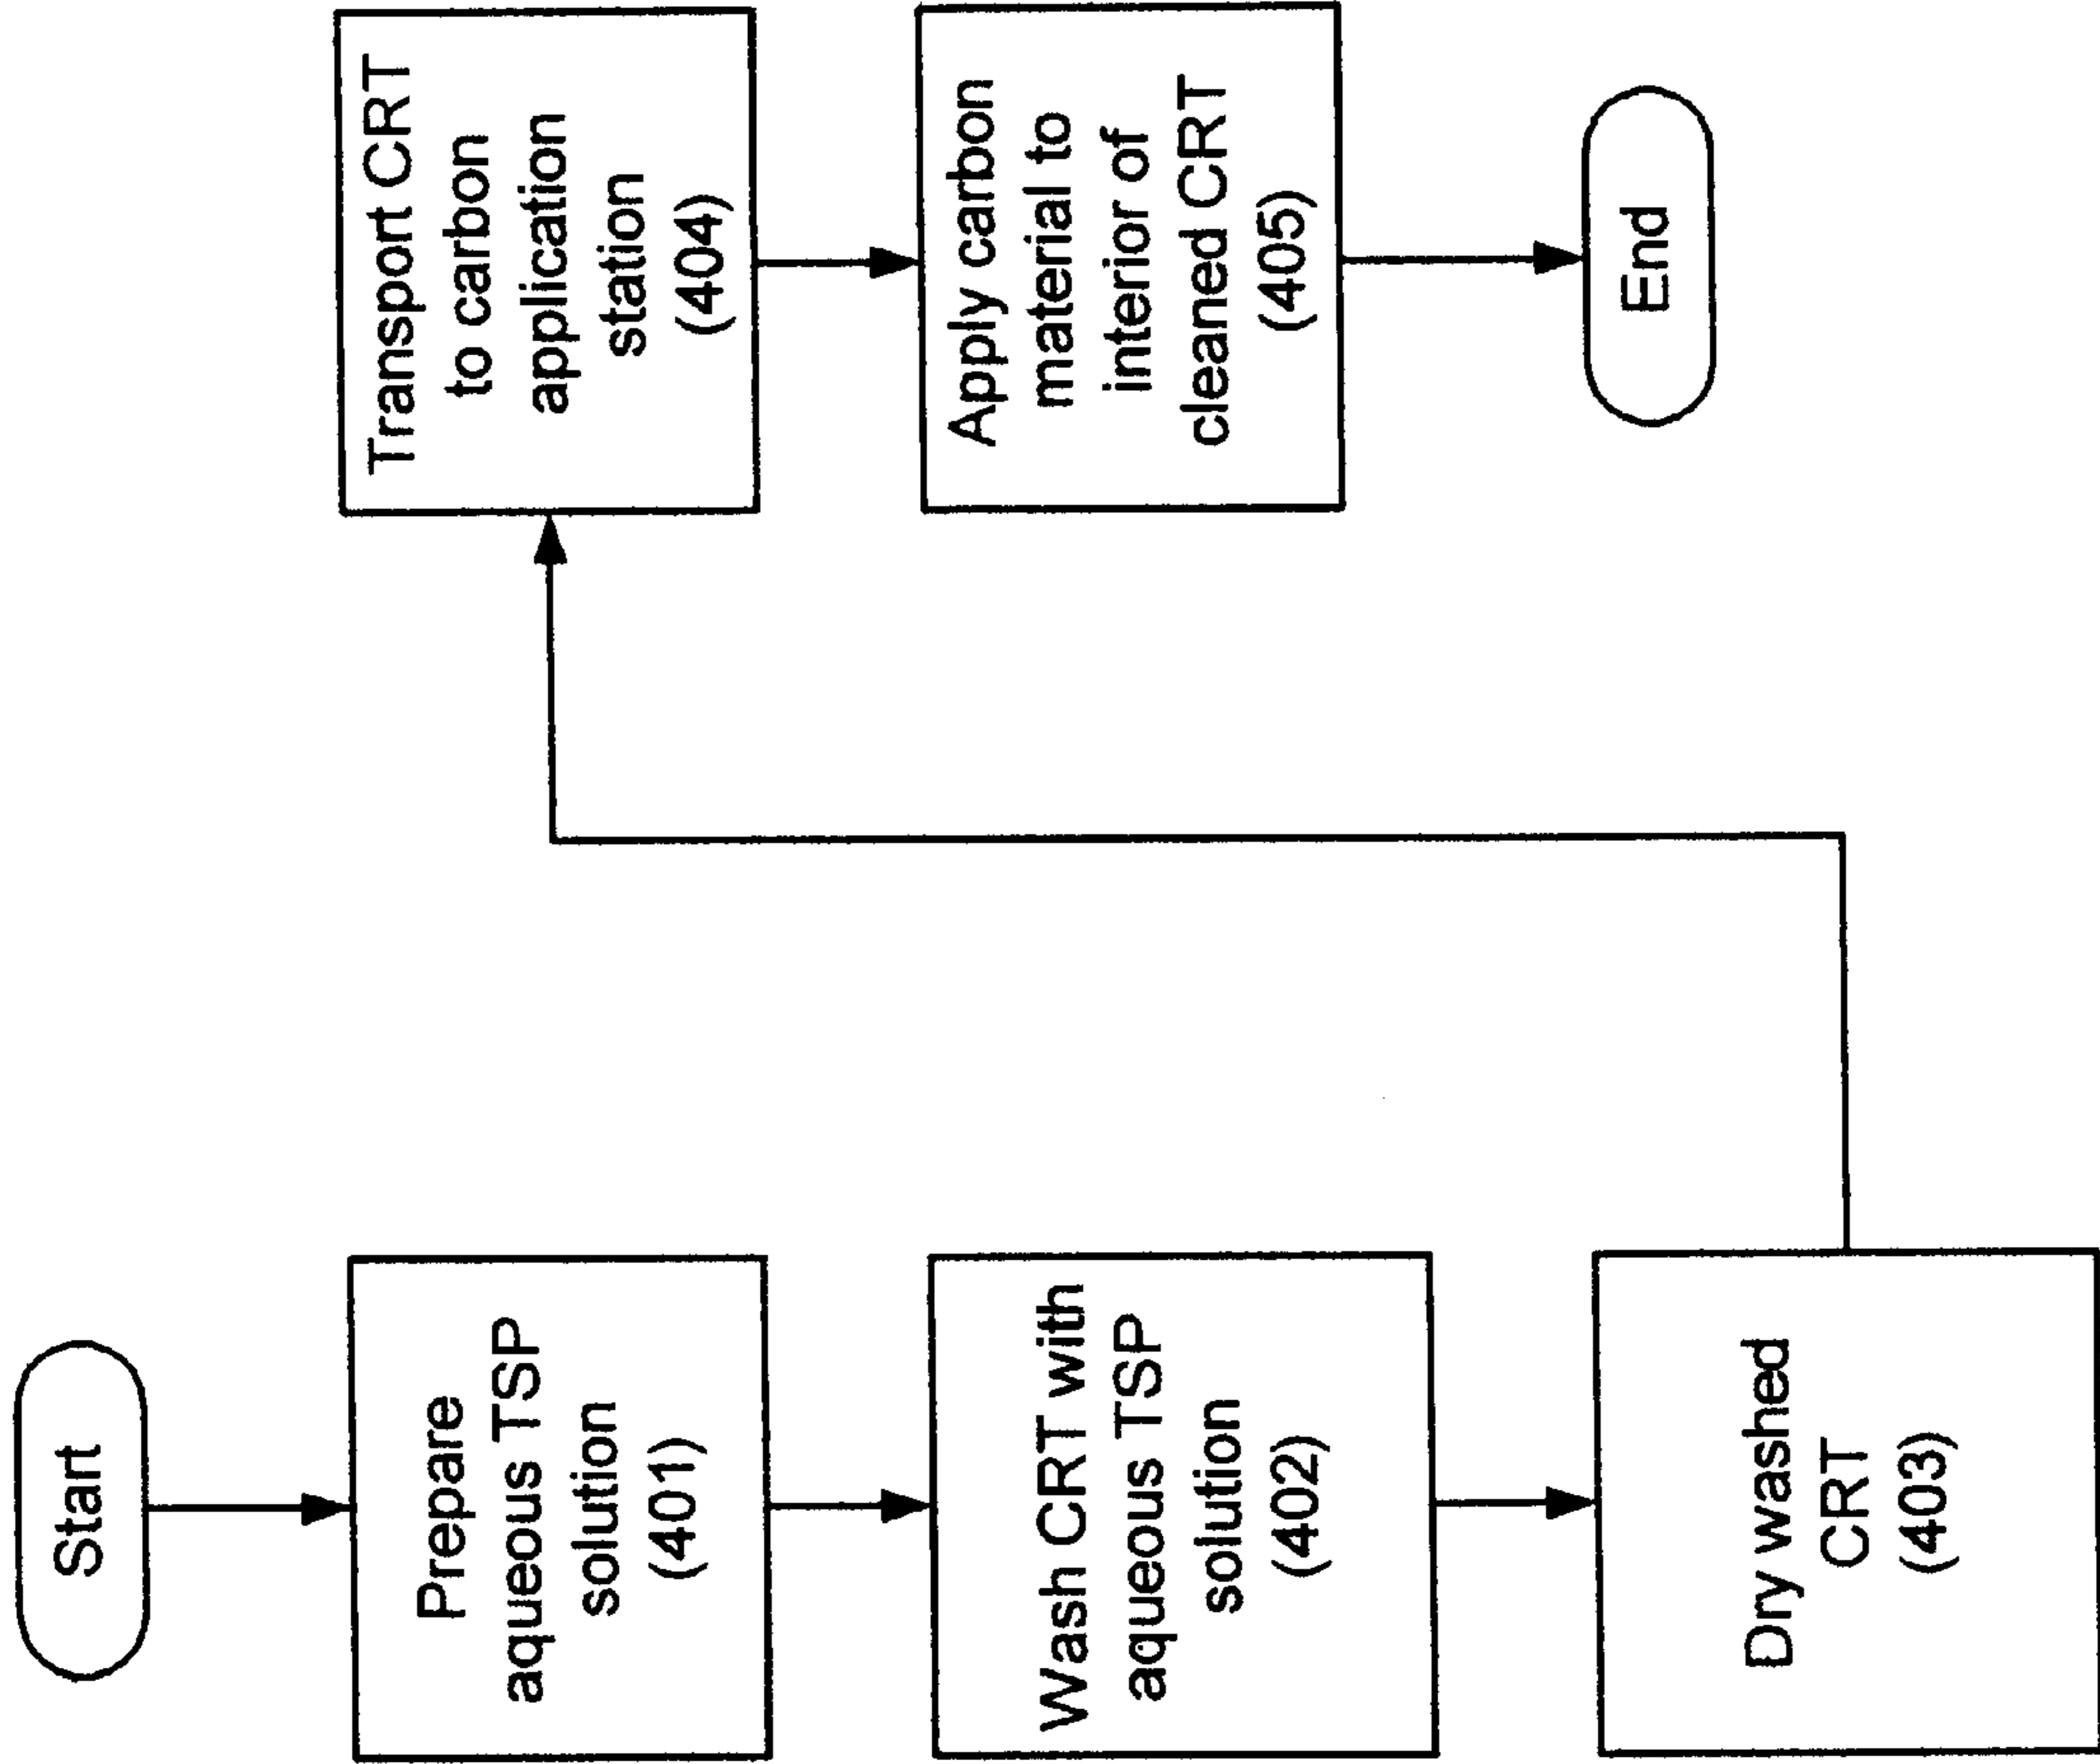 Start
Prepare
aqueous TSP
solution
(401)
Wash CRT with
aqueous TSP
solution
(402)
Dry washed
CRT
(403)
Transport CRT
to carbon
application
station
(404)
Apply carbon
material to
interior of
cleaned CRT
(405)
End